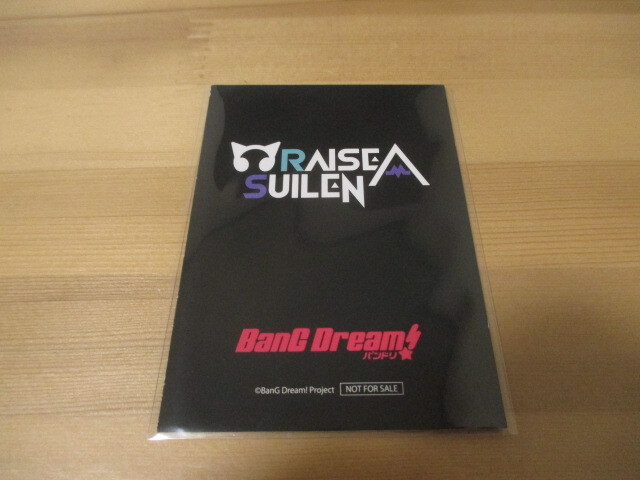 RAISE A
SUILEN
BanG Dream!
バンドリ
©BanG Dream! Project NOT FOR SALE